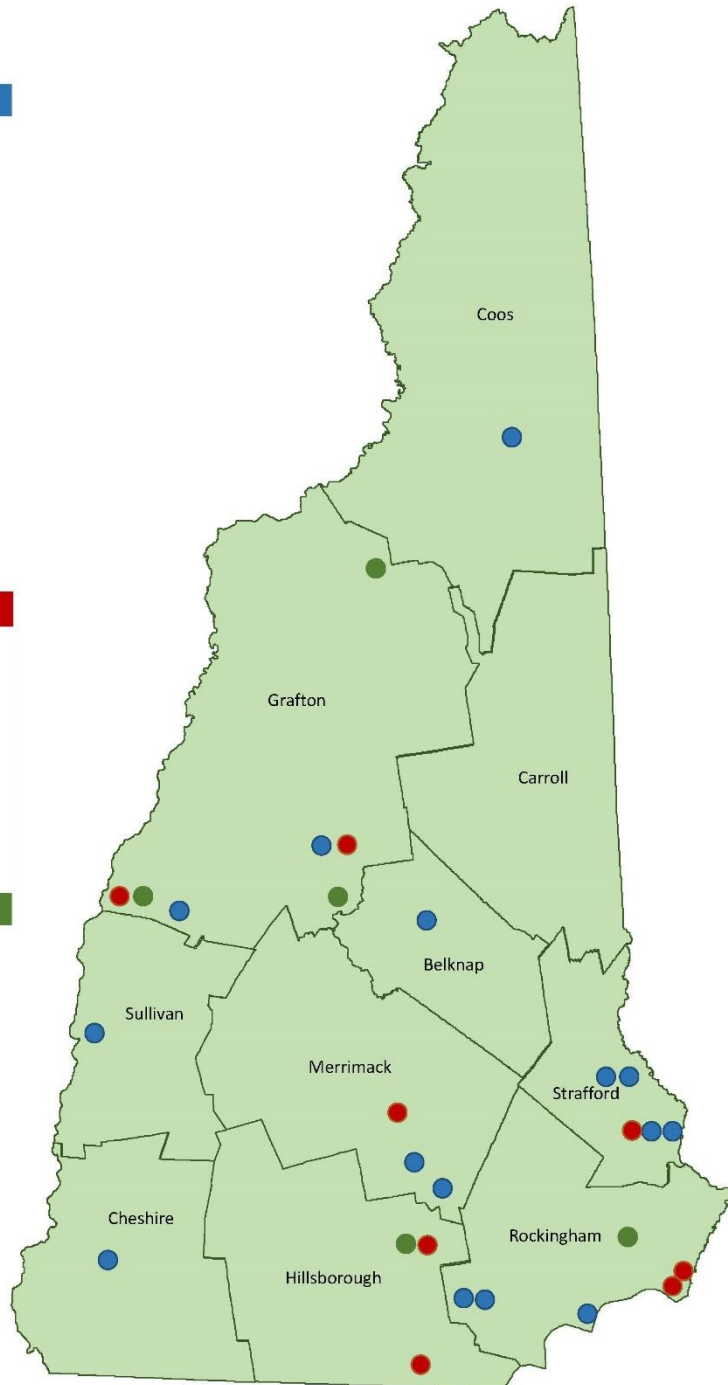 Coos
Grafton
Carroll
Belknap
Sullivan
Merrimack
Strafford
Cheshire
Rockingham
Hillsborough